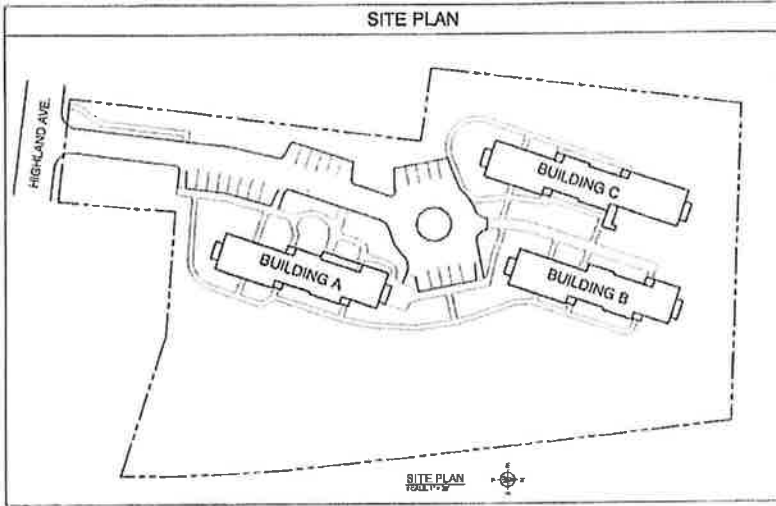 SITE PLAN
HIGHLAND AVE.
BUILDING C
BUILDING A
BUILDING B
SITE PLAN